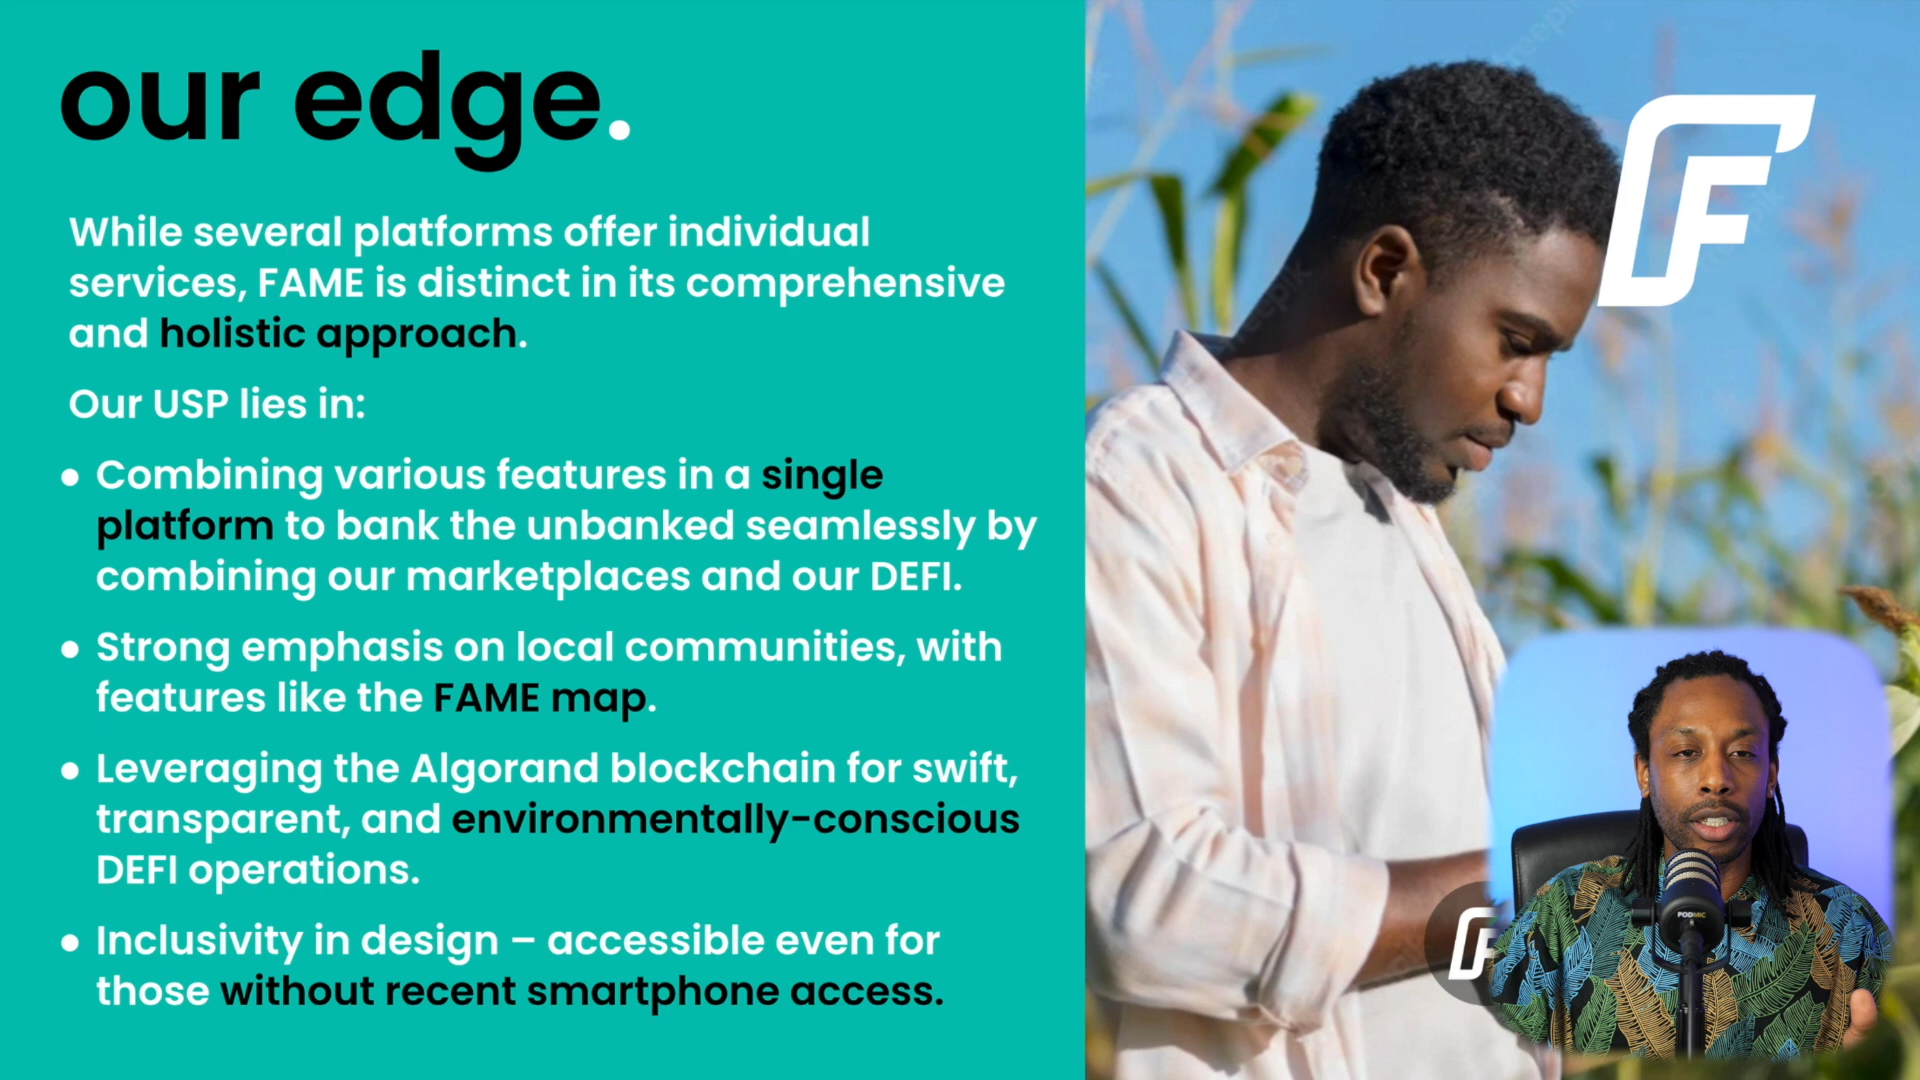 our edge.
While several platforms offer individual
services, FAME is distinct in its comprehensive
and holistic approach.
Our USP lies in:
• Combining various features in a single
platform to bank the unbanked seamlessly by
combining our marketplaces and our DEFI.
• Strong emphasis on local communities, with
features like the FAME map.
• Leveraging the Algorand blockchain for swift,
transparent, and environmentally-conscious
DEFI operations.
• Inclusivity in design – accessible even for
those without recent smartphone access.
F
F
PODMIC
freepik